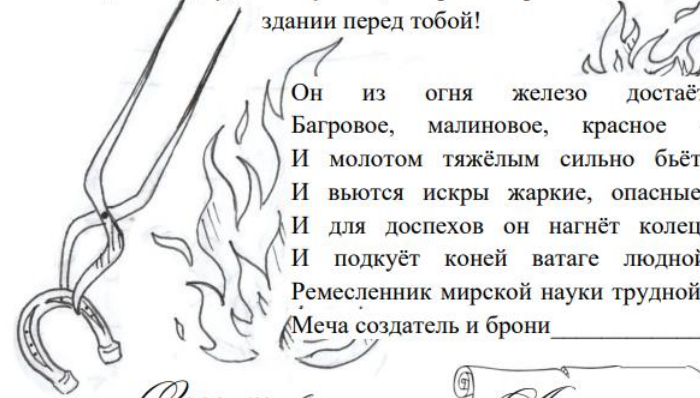 здании перед тобой!
Он из огня железо достаёт
Багровое, малиновое, красное
И молотом тяжёлым сильно бьёт
И вьются искры жаркие, опасные
И для доспехов он нагнёт колец
И подкуёт коней ватаге людной
Ремесленник мирской науки трудной
Меча создатель и брони